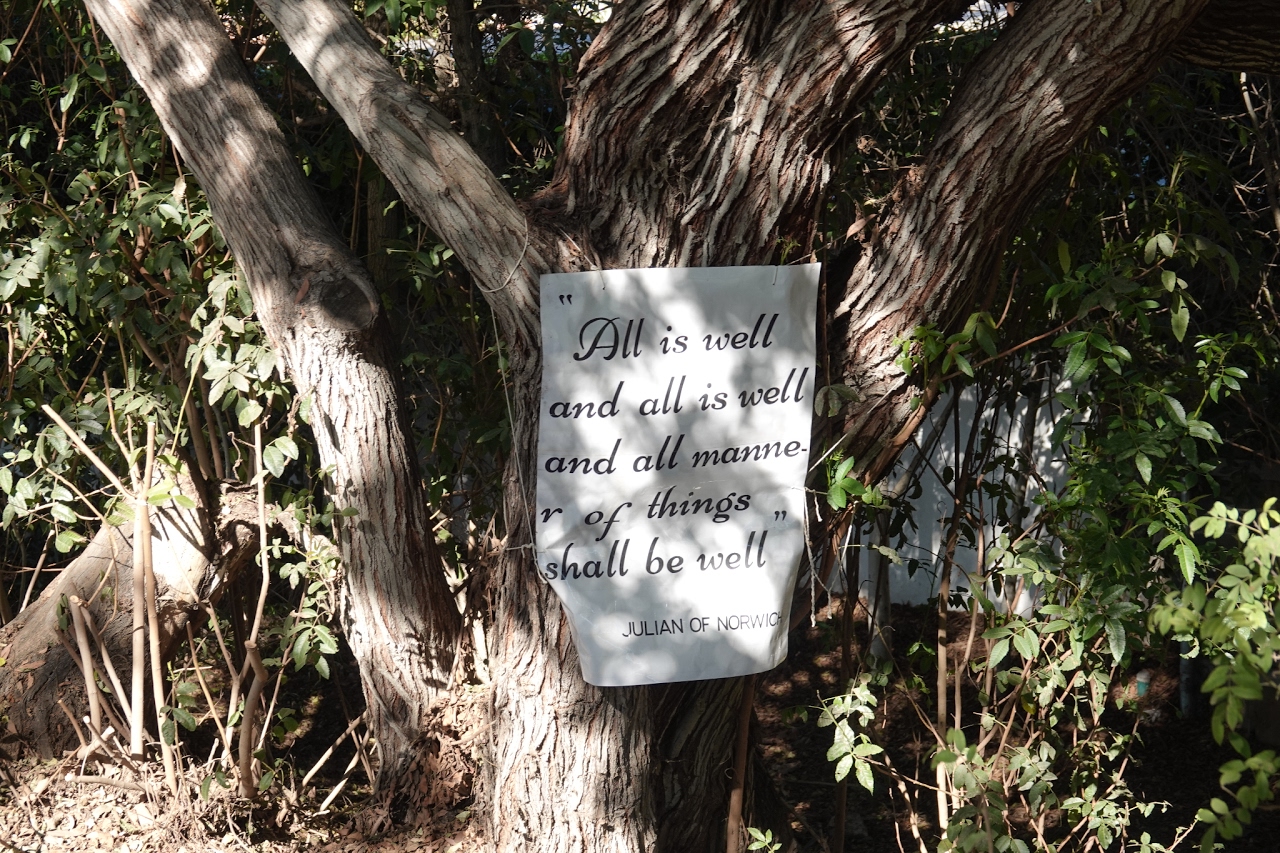 "
All is well
and all is well
and all manne-
r of things "
shall be well
JULIAN OF NORWICH